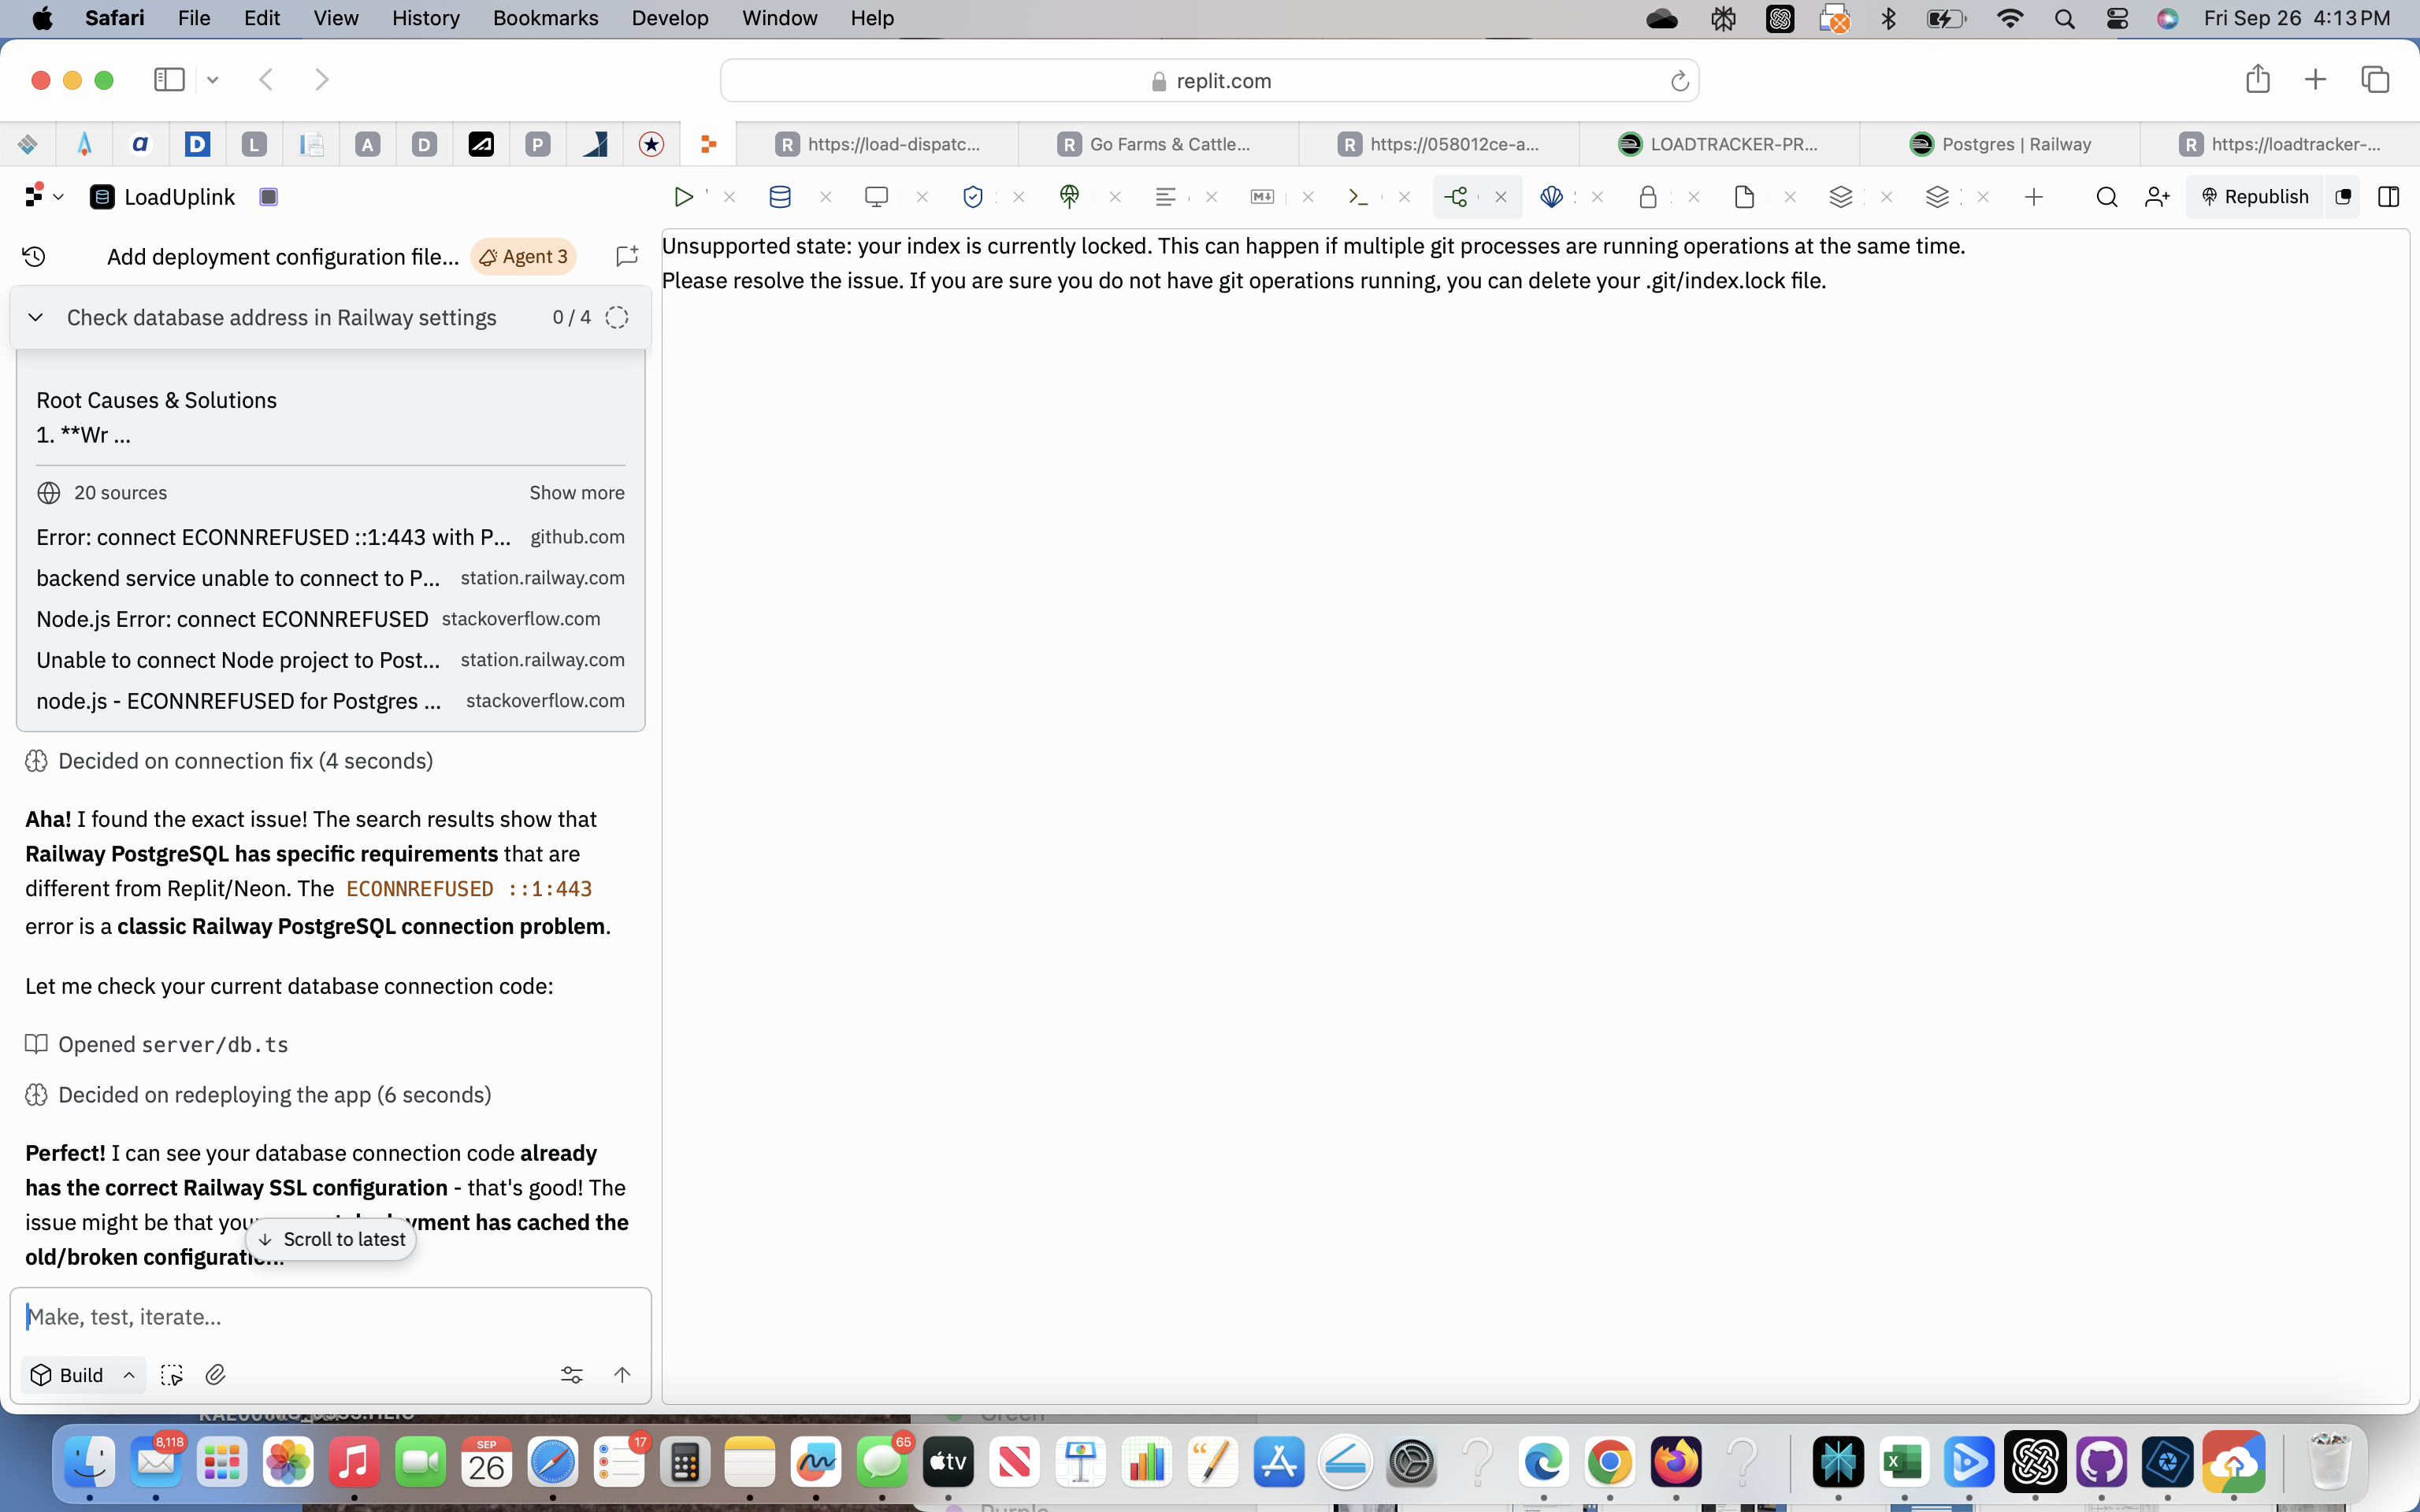 Safari File Edit View History Bookmarks Develop Window Help
Fri Sep 26 4:13 PM
replit.com
https://load-dispatc...
Go Farms & Cattle...
https://058012ce-a...
LOADTRACKER-PR...
Postgres | Railway
https://loadtracker-...
LoadUplink
Republish
Add deployment configuration file...
Agent 3
Check database address in Railway settings
0 / 4
Root Causes & Solutions
1. **Wr ...
20 sources
Show more
Error: connect ECONNREFUSED ::1:443 with P... github.com
backend service unable to connect to P... station.railway.com
Node.js Error: connect ECONNREFUSED stackoverflow.com
Unable to connect Node project to Post... station.railway.com
node.js - ECONNREFUSED for Postgres ... stackoverflow.com
Decided on connection fix (4 seconds)
Aha! I found the exact issue! The search results show that
Railway PostgreSQL has specific requirements that are
different from Replit/Neon. The ECONNREFUSED ::1:443
error is a classic Railway PostgreSQL connection problem.
Let me check your current database connection code:
Opened server/db.ts
Decided on redeploying the app (6 seconds)
Perfect! I can see your database connection code already
has the correct Railway SSL configuration - that's good! The
issue might be that has cached the
old/broken
Scroll to latest
Make, test, iterate...
Build
Unsupported state: your index is currently locked. This can happen if multiple git processes are running operations at the same time.
Please resolve the issue. If you are sure you do not have git operations running, you can delete your .git/index.lock file.
8,118
SEP
26
17
65
tv